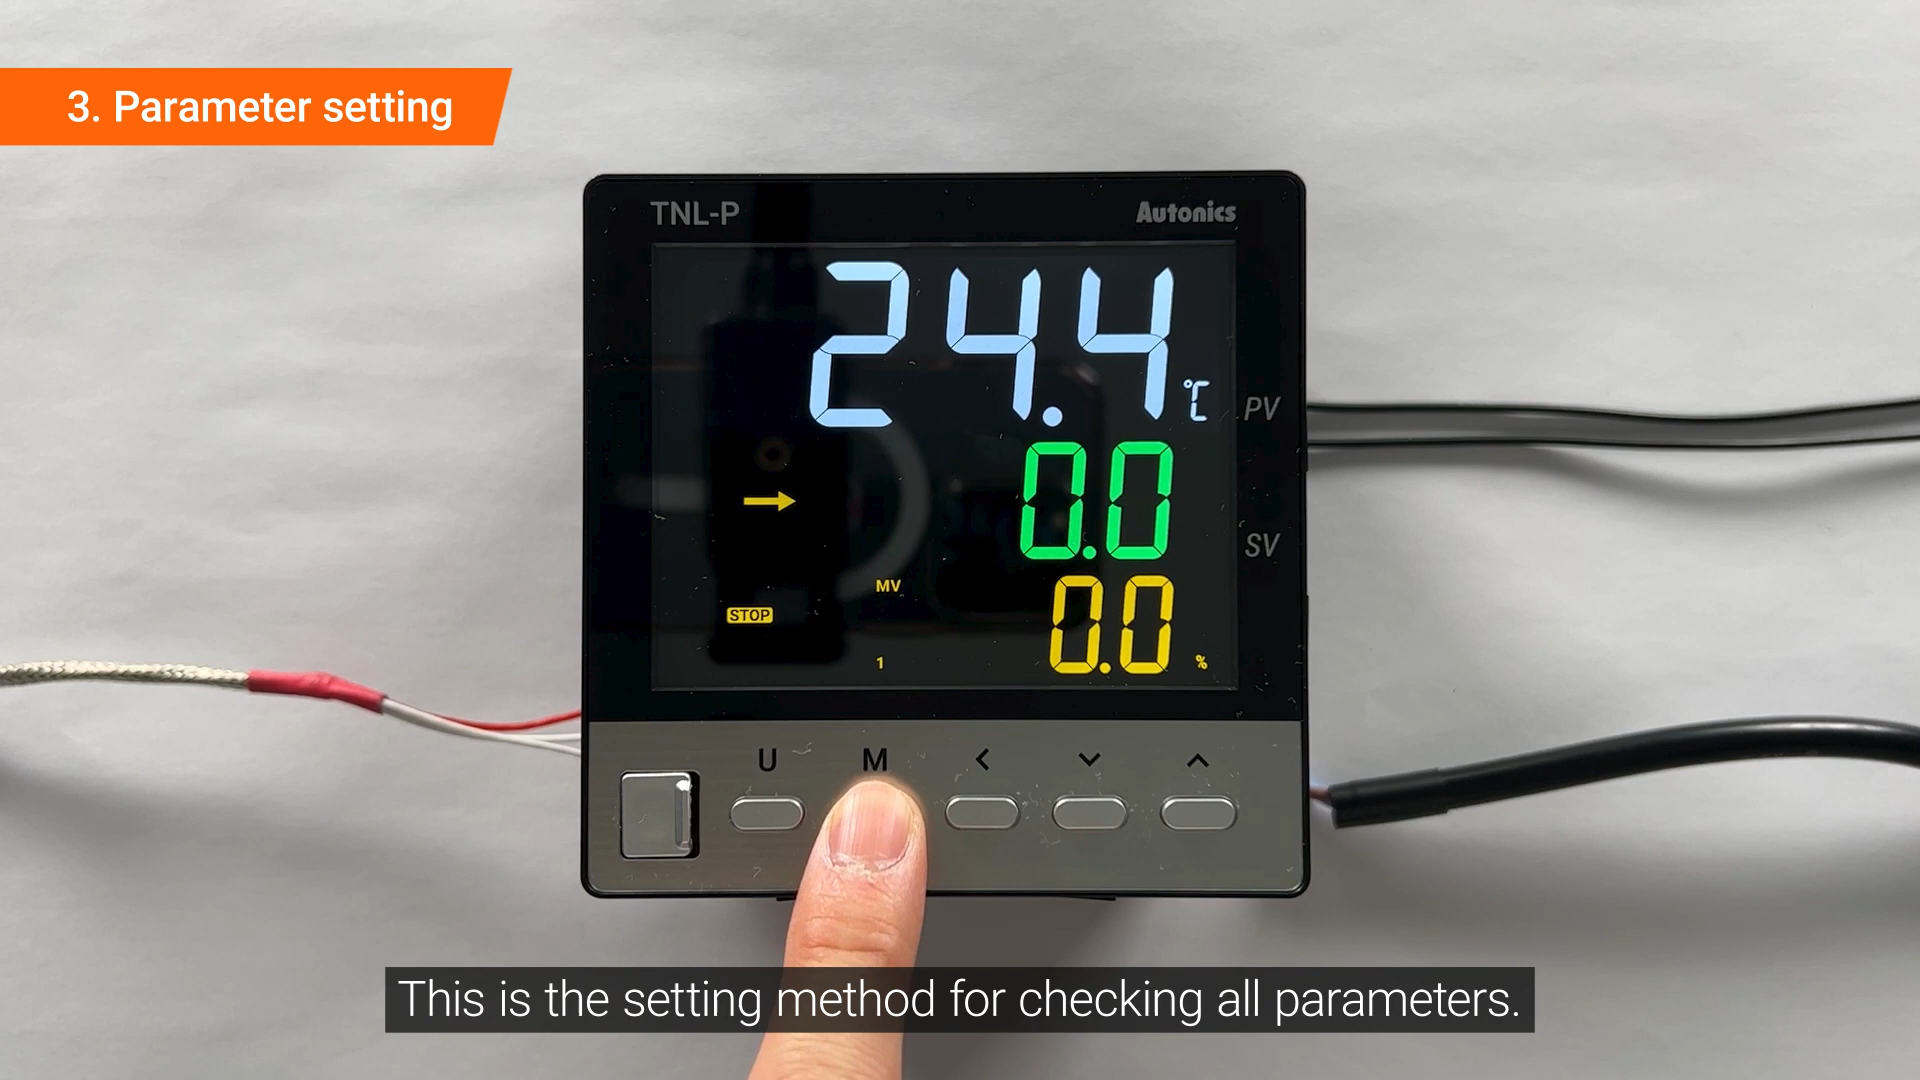 3. Parameter setting
TNL-P
Autonics
24.4
°C
PV
0.0
SV
MV
STOP
0.0
1
%
U M < ∨ ∧
This is the setting method for checking all parameters.